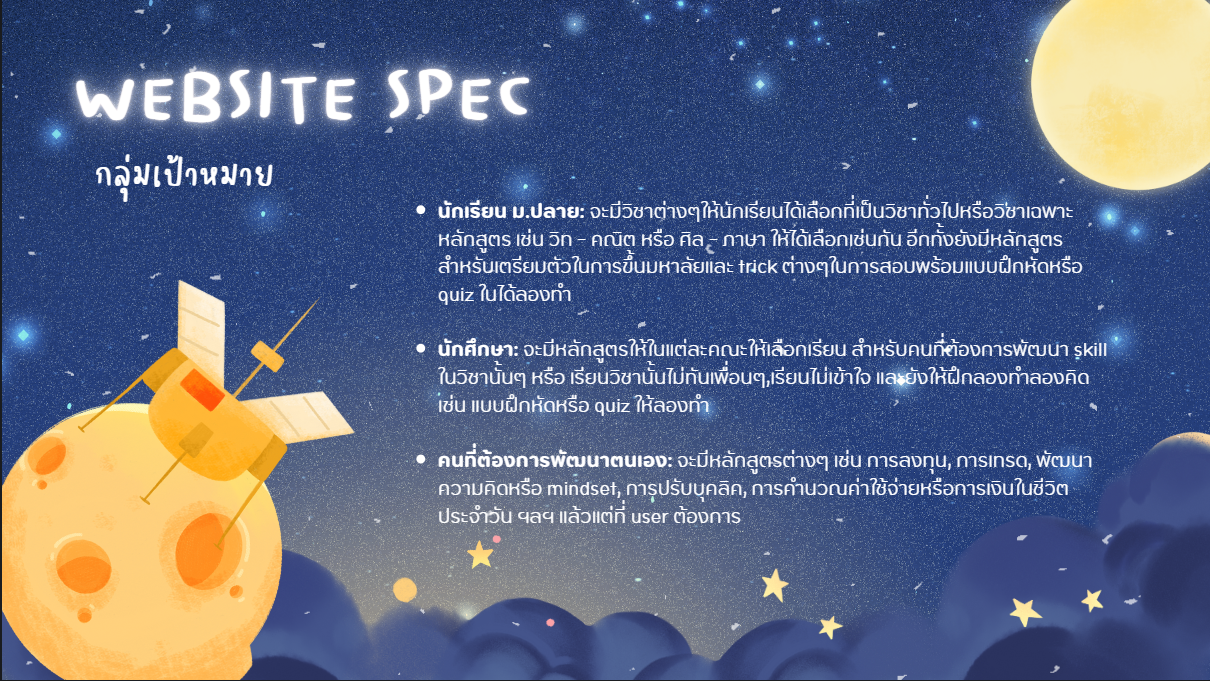 WEBSITE SPEC
กลุ่มเป้าหมาย
• นักเรียน ม.ปลาย: จะมีวิชาต่างๆให้นักเรียนได้เลือกที่เป็นวิชาทั่วไปหรือวิชาเฉพาะ
หลักสูตร เช่น วิท - คณิต หรือ ศิล - ภาษา ให้ได้เลือกเช่นกัน อีกทั้งยังมีหลักสูตร
สำหรับเตรียมตัวในการขึ้นมหาลัยและ trick ต่างๆในการสอบพร้อมแบบฝึกหัดหรือ
quiz ในได้ลองทำ
• นักศึกษา: จะมีหลักสูตรให้ในแต่ละคณะให้เลือกเรียน สำหรับคนที่ต้องการพัฒนา skill
ในวิชานั้นๆ หรือ เรียนวิชานั้นไม่ทันเพื่อนๆ,เรียนไม่เข้าใจ และยังให้ฝึกลองทำลองคิด
เช่น แบบฝึกหัดหรือ quiz ให้ลองทำ
• คนที่ต้องการพัฒนาตนเอง: จะมีหลักสูตรต่างๆ เช่น การลงทุน, การเทรด, พัฒนา
ความคิดหรือ mindset, การปรับบุคลิค, การคำนวณค่าใช้จ่ายหรือการเงินในชีวิต
ประจำวัน ฯลฯ แล้วแต่ที่ user ต้องการ